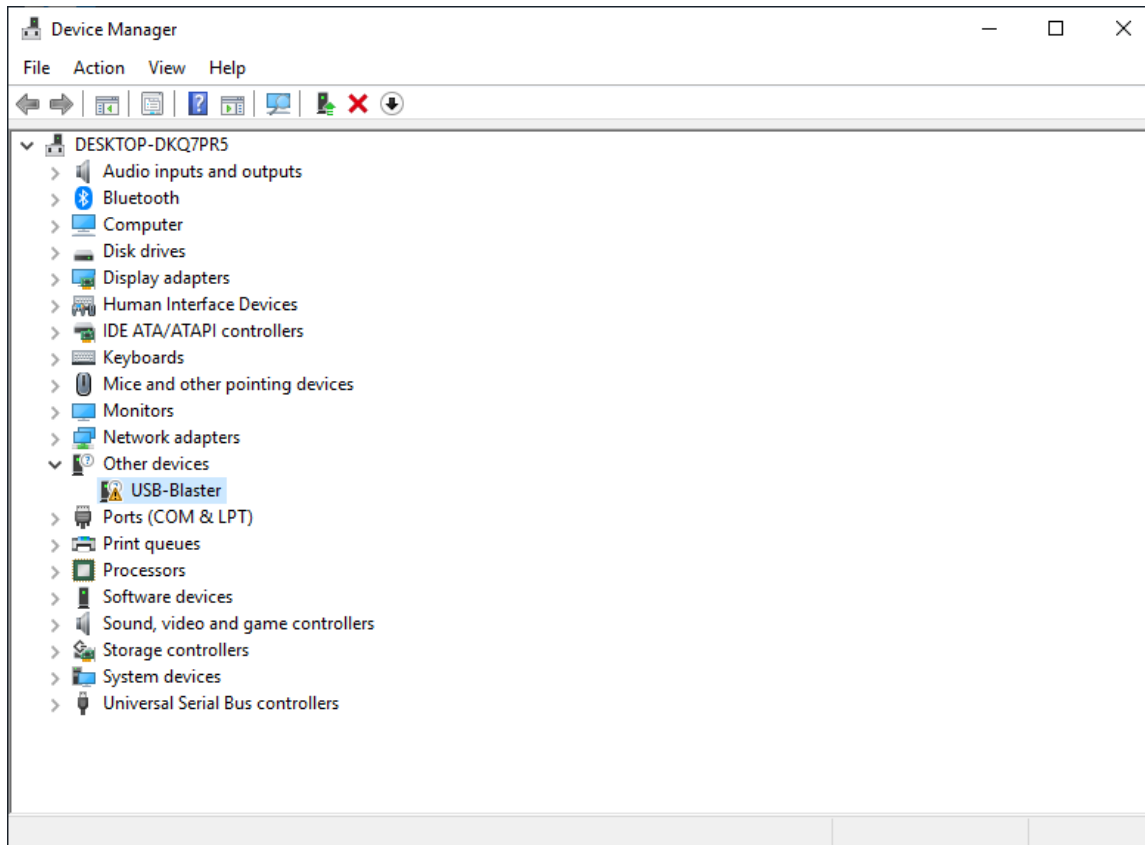 Device Manager
File Action View Help
DESKTOP-DKQ7PR5
Audio inputs and outputs
Bluetooth
Computer
Disk drives
Display adapters
Human Interface Devices
IDE ATA/ATAPI controllers
Keyboards
Mice and other pointing devices
Monitors
Network adapters
Other devices
USB-Blaster
Ports (COM & LPT)
Print queues
Processors
Software devices
Sound, video and game controllers
Storage controllers
System devices
Universal Serial Bus controllers